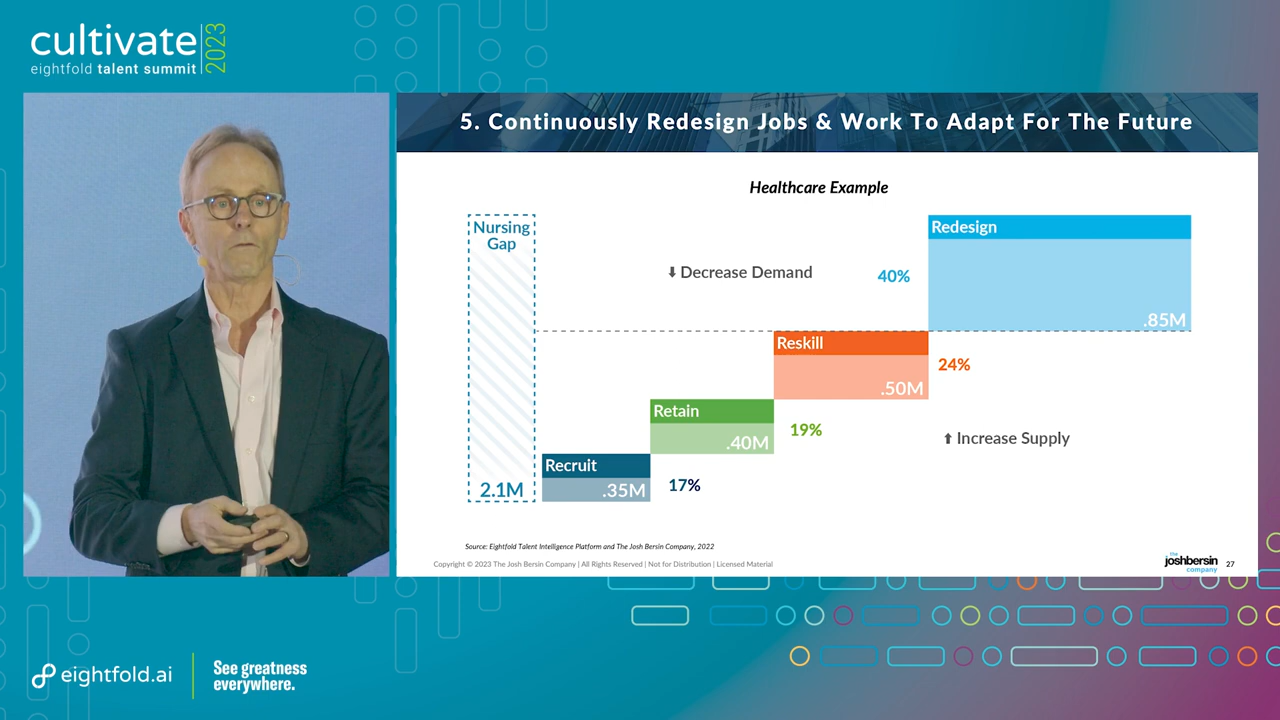 cultivate
2023
eightfold talent summit
5. Continuously Redesign Jobs & Work To Adapt For The Future
Healthcare Example
Nursing
Gap
2.1M
⬇ Decrease Demand
40%
Redesign
.85M
Reskill
.50M
24%
Retain
.40M
19%
⬆ Increase Supply
Recruit
.35M
17%
Source: Eightfold Talent Intelligence Platform and The Josh Bersin Company, 2022
Copyright © 2023 The Josh Bersin Company | All Rights Reserved | Not for Distribution | Licensed Material
the
joshbersin
company
27
eightfold.ai
See greatness
everywhere.